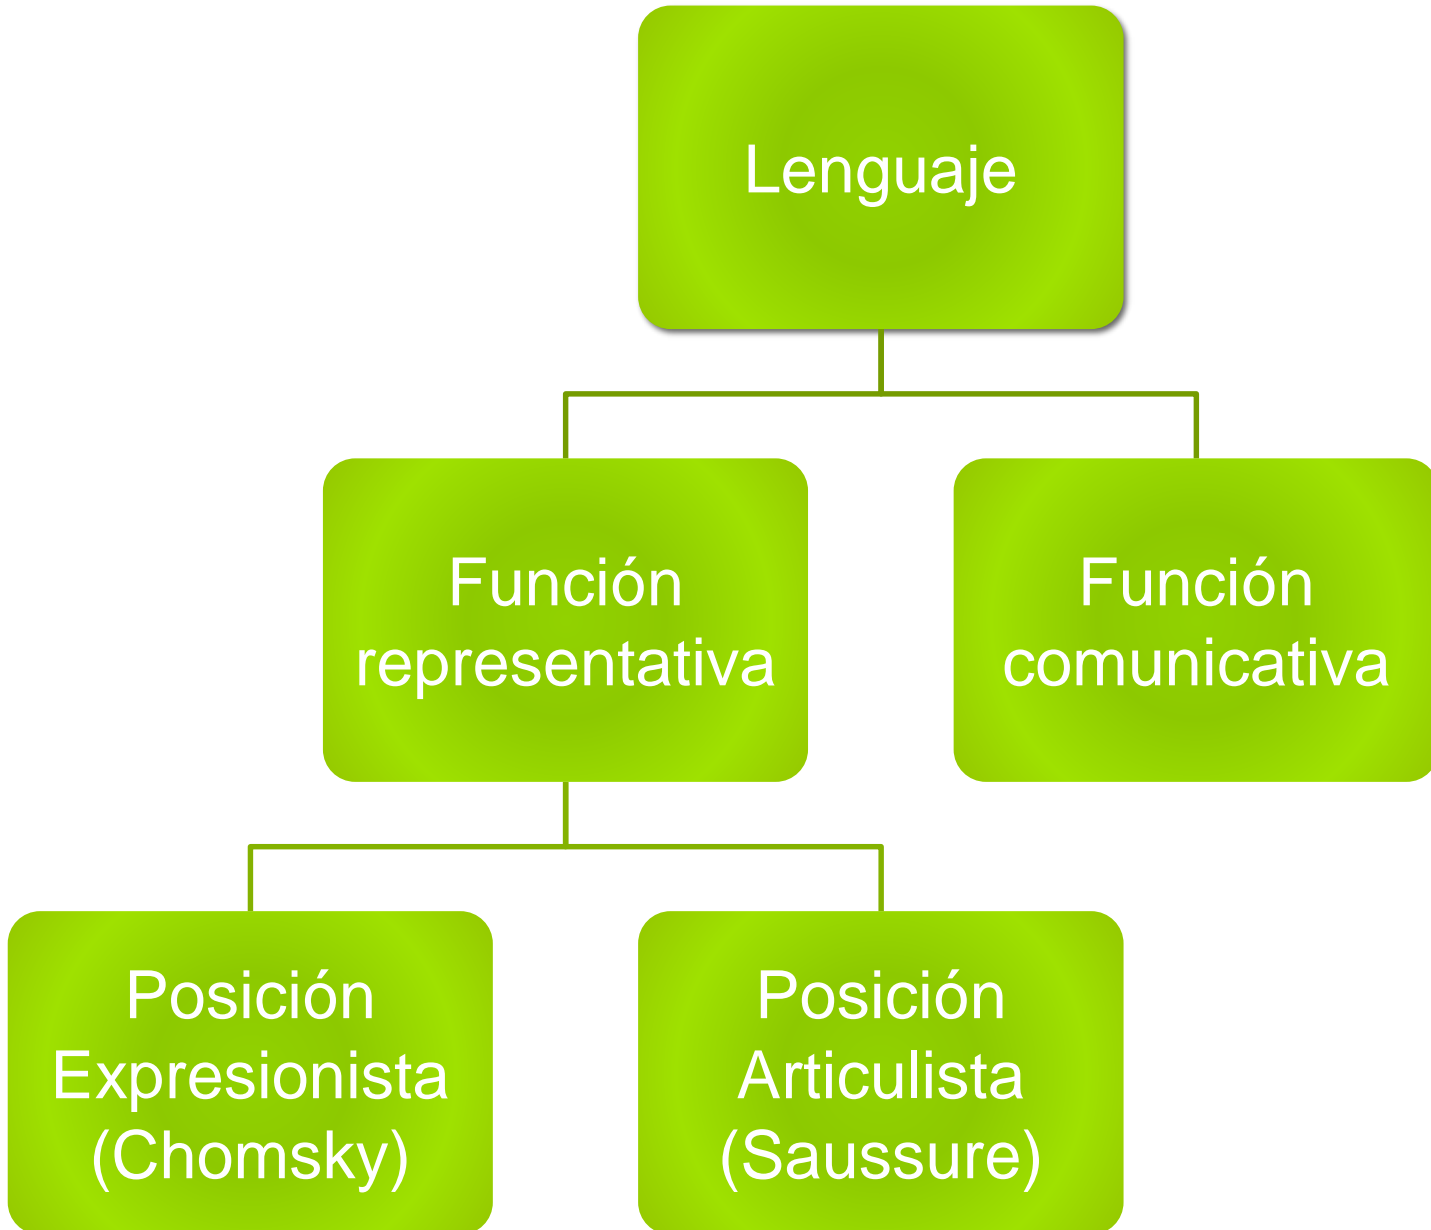 Lenguaje
Función
representativa
Función
comunicativa
Posición
Expresionista
(Chomsky)
Posición
Articulista
(Saussure)